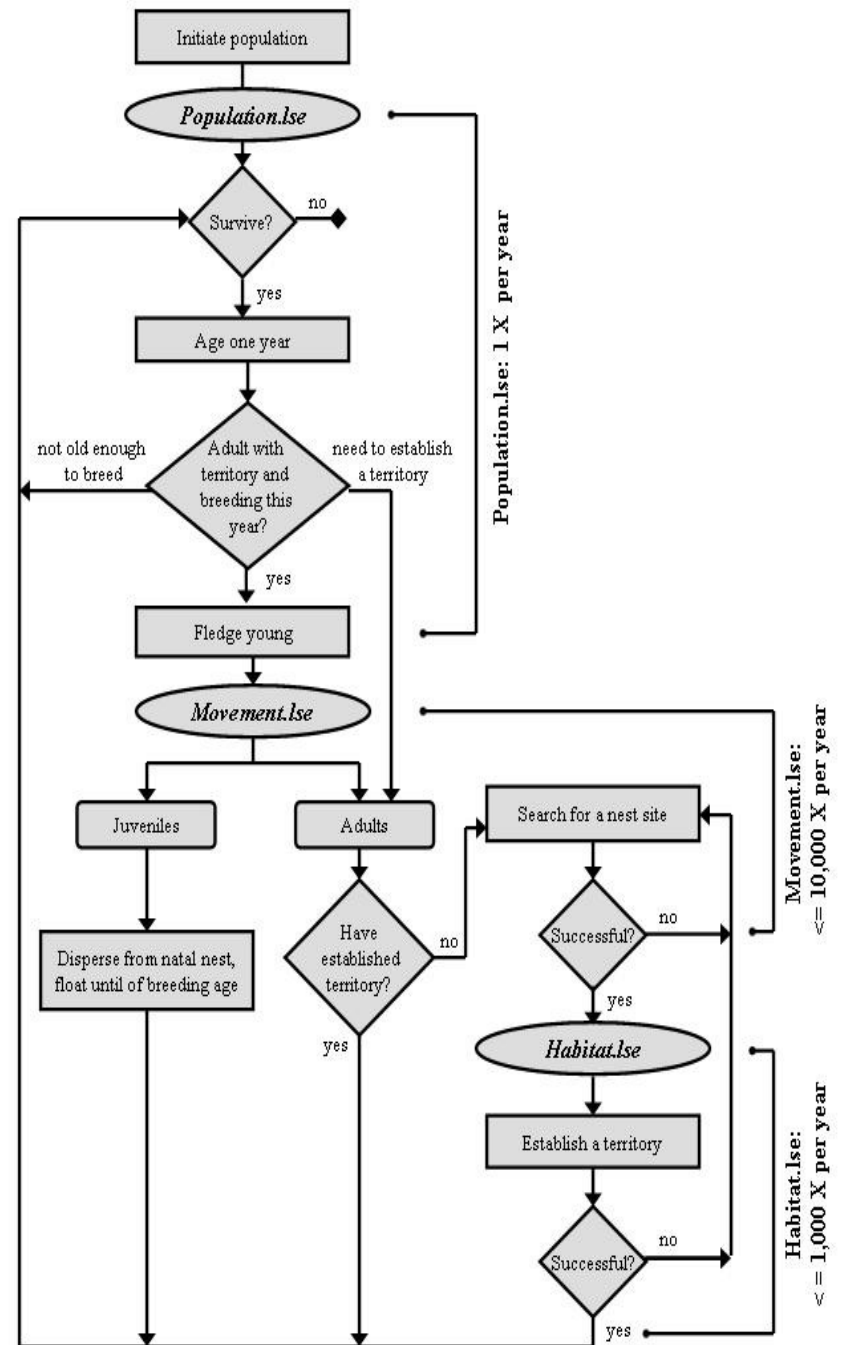 Initiate population
Population.lse
Survive?
no
yes
Age one year
not old enough
to breed
Adult with
territory and
breeding this
year?
need to establish
a territory
yes
Fledge young
Movement.lse
Juveniles
Adults
Search for a nest site
Disperse from natal nest,
float until of breeding age
Have
established
territory?
no
yes
Successful?
no
yes
Habitat.lse
Establish a territory
Successful?
no
yes
Population.lse: 1 X per year
Movement.lse:
<= 10,000 X per year
Habitat.lse:
< = 1,000 X per year